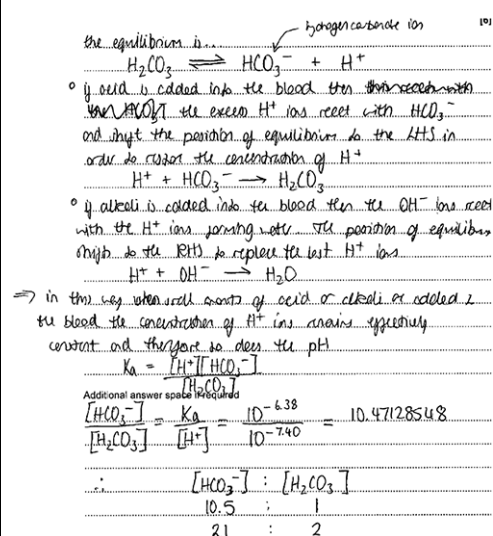 hydrogencarbonate ion
the equilibrium is..
H₂CO₃ ⇌ HCO₃⁻ + H⁺
° if acid is added into the blood then
the excess H⁺ ions react with HCO₃⁻
and shift the position of equilibrium to the LHS in
order to restore the concentration of H⁺
H⁺ + HCO₃⁻ → H₂CO₃
° if alkali is added into the blood then the OH⁻ ions react
with the H⁺ ions forming water. The position of equilibrium
shifts to the RHS to replace the lost H⁺ ions
H⁺ + OH⁻ → H₂O
⇒ in this way when small amounts of acid or alkali are added to
the blood the concentration of H⁺ ions remains effectively
constant and therefore so does the pH
Ka = [H⁺][HCO₃⁻] / [H₂CO₃]
Additional answer space if required
[HCO₃⁻] / [H₂CO₃] = Ka / [H⁺] = 10^-6.38 / 10^-7.40 = 10.47128548
∴ [HCO₃⁻] : [H₂CO₃]
10.5 : 1
21 : 2